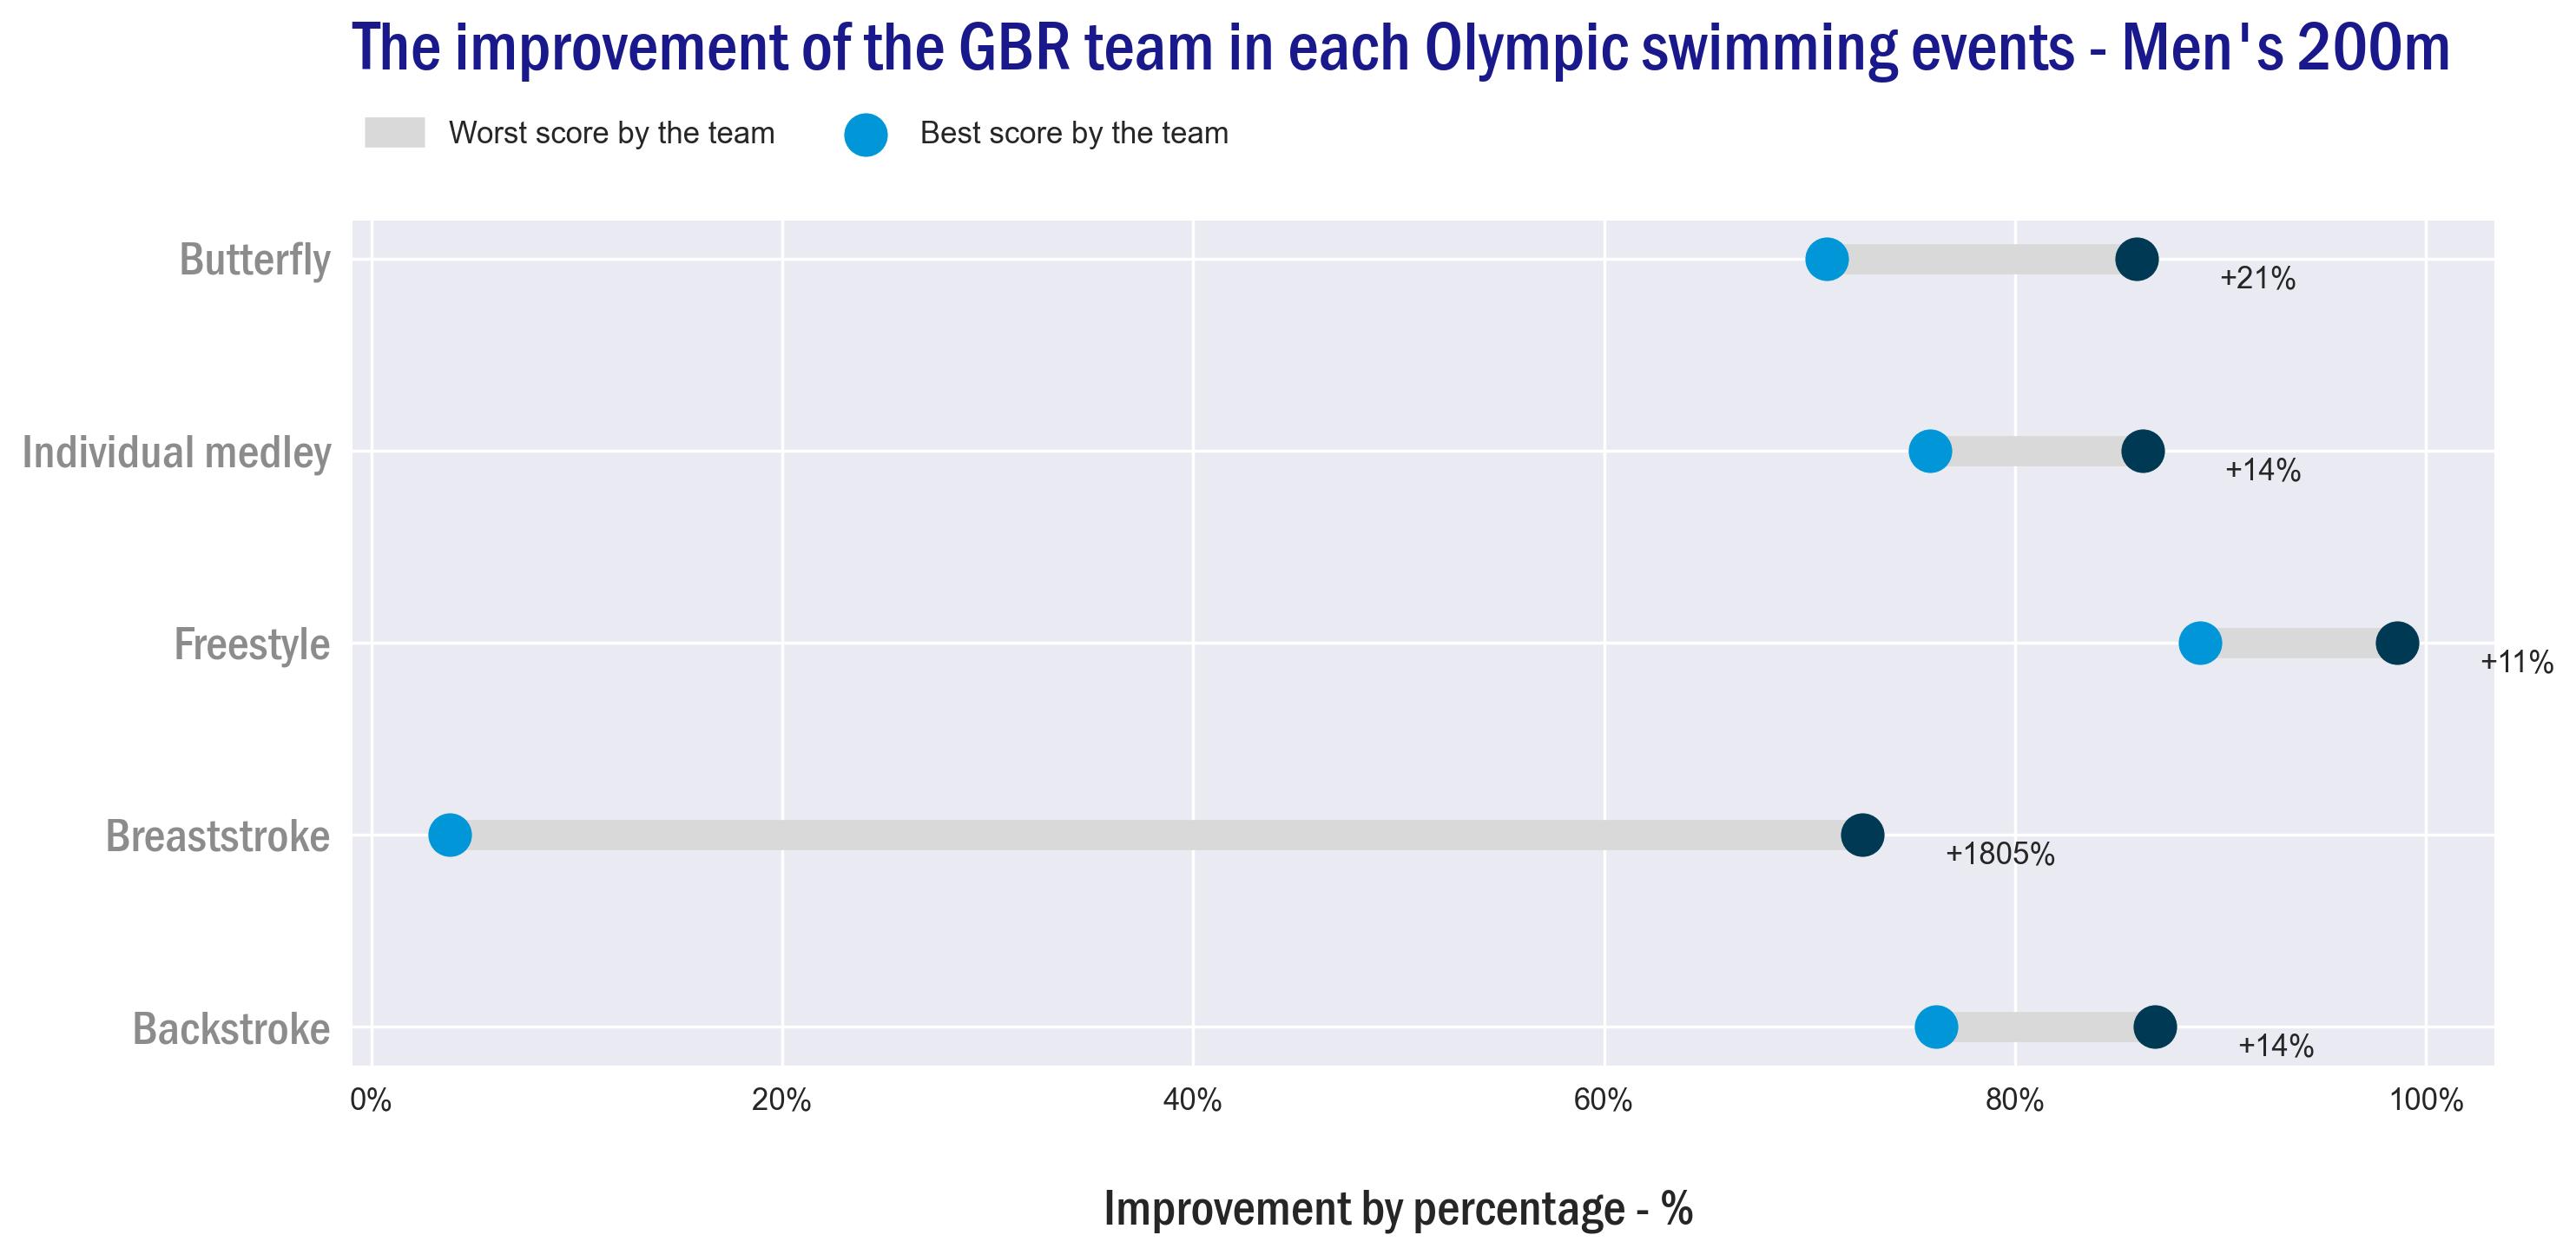 The improvement of the GBR team in each Olympic swimming events - Men's 200m
Worst score by the team
Best score by the team
Butterfly
+21%
Individual medley
+14%
Freestyle
+11%
Breaststroke
+1805%
Backstroke
+14%
0% 20% 40% 60% 80% 100%
Improvement by percentage - %